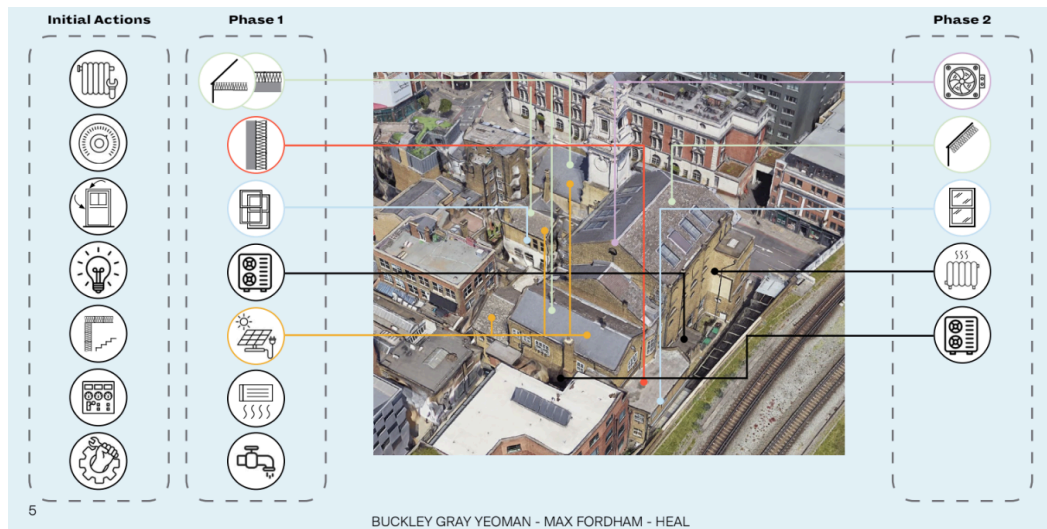 Initial Actions
Phase 1
Phase 2
5
BUCKLEY GRAY YEOMAN - MAX FORDHAM - HEAL